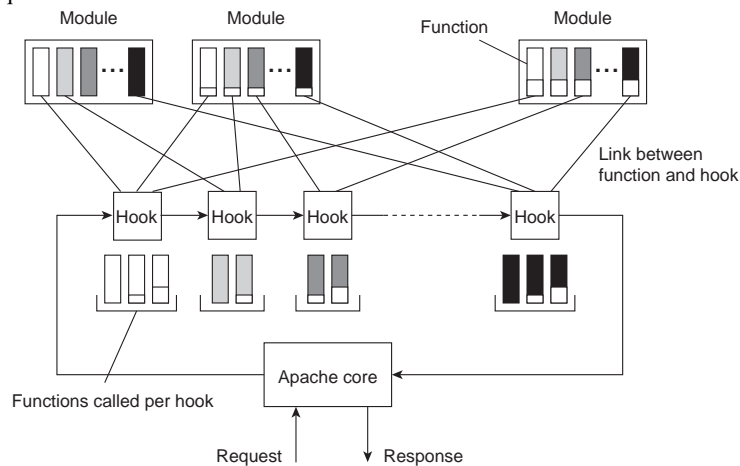 Module
Module
Module
Function
Link between
function and hook
Hook
Hook
Hook
Hook
Apache core
Functions called per hook
Request
Response